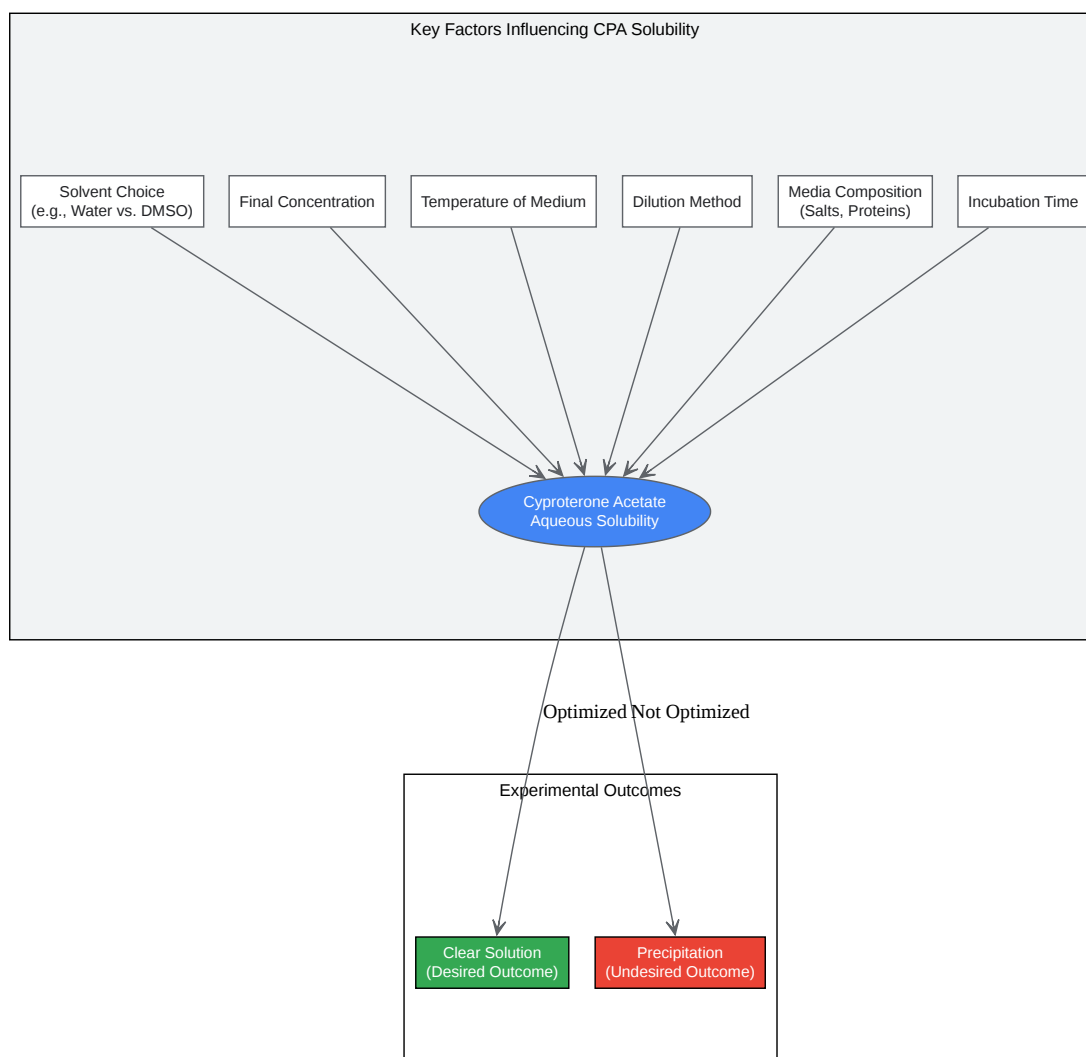 Key Factors Influencing CPA Solubility
Solvent Choice
(e.g., Water vs. DMSO)
Final Concentration
Temperature of Medium
Dilution Method
Media Composition
(Salts, Proteins)
Incubation Time
Cyproterone Acetate
Aqueous Solubility
Optimized
Not Optimized
Experimental Outcomes
Clear Solution
(Desired Outcome)
Precipitation
(Undesired Outcome)